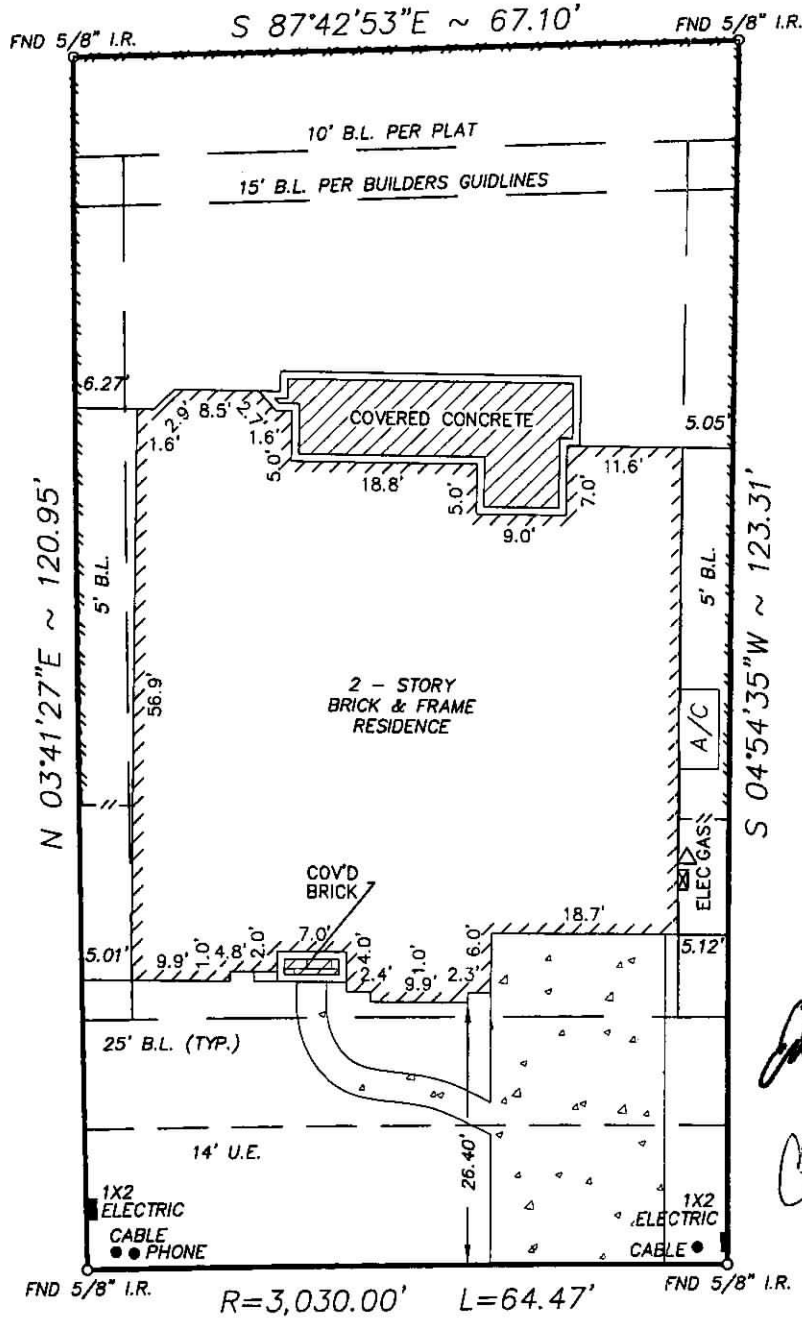 S 87°42'53"E ~ 67.10'
FND 5/8" I.R.
FND 5/8" I.R.
10' B.L. PER PLAT
15' B.L. PER BUILDERS GUIDLINES
6.27'
2.9'
8.5'
2.7'
1.6'
1.6'
COVERED CONCRETE
5.05'
5.0'
18.8'
5.0'
9.0'
7.0'
11.6'
N 03°41'27"E ~ 120.95'
5' B.L.
56.9'
2 - STORY
BRICK & FRAME
RESIDENCE
A/C
5' B.L.
S 04°54'35"W ~ 123.31'
ELEC
GAS
COV'D
BRICK
5.01'
9.9'
1.0'
4.8'
2.0'
7.0'
4.0'
2.4'
1.0'
9.9'
2.3'
6.0'
18.7'
5.12'
25' B.L. (TYP.)
14' U.E.
26.40'
1X2
ELECTRIC
CABLE
PHONE
1X2
ELECTRIC
CABLE
FND 5/8" I.R.
FND 5/8" I.R.
R=3,030.00' L=64.47'